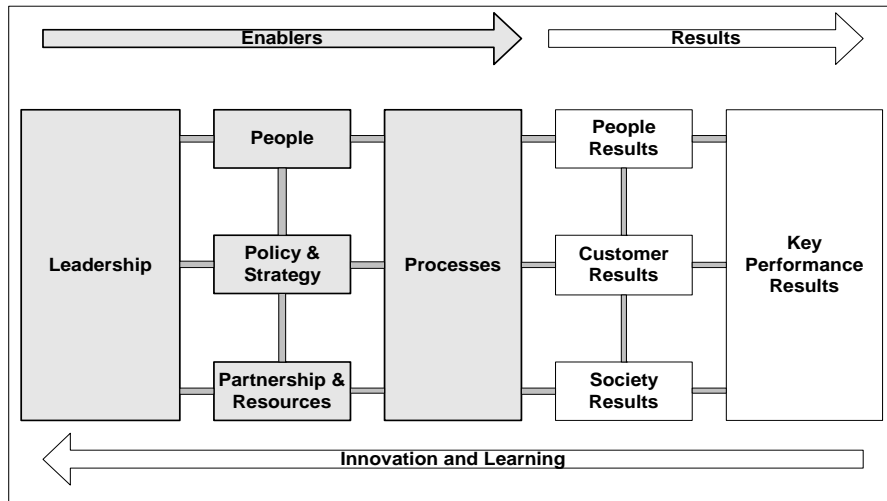 Enablers
Results
Leadership
People
Policy &
Strategy
Partnership &
Resources
Processes
People
Results
Customer
Results
Society
Results
Key
Performance
Results
Innovation and Learning